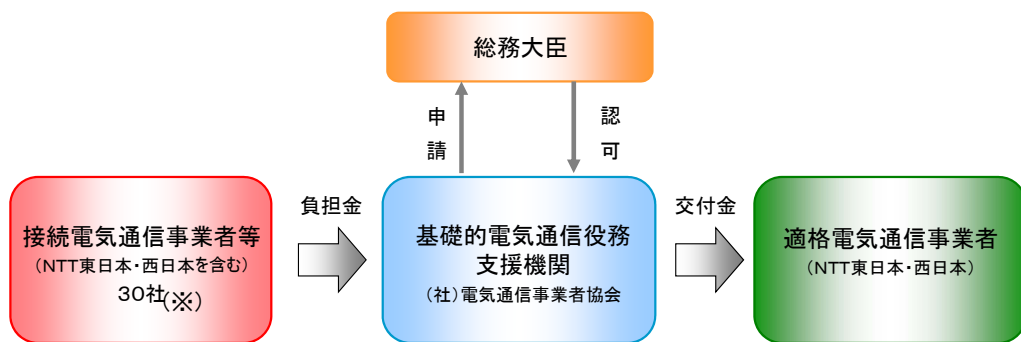 総務大臣
申請
認可
接続電気通信事業者等
（NTT東日本・西日本を含む）
30社(※)
負担金
基礎的電気通信役務
支援機関
（社）電気通信事業者協会
交付金
適格電気通信事業者
（NTT東日本・西日本）